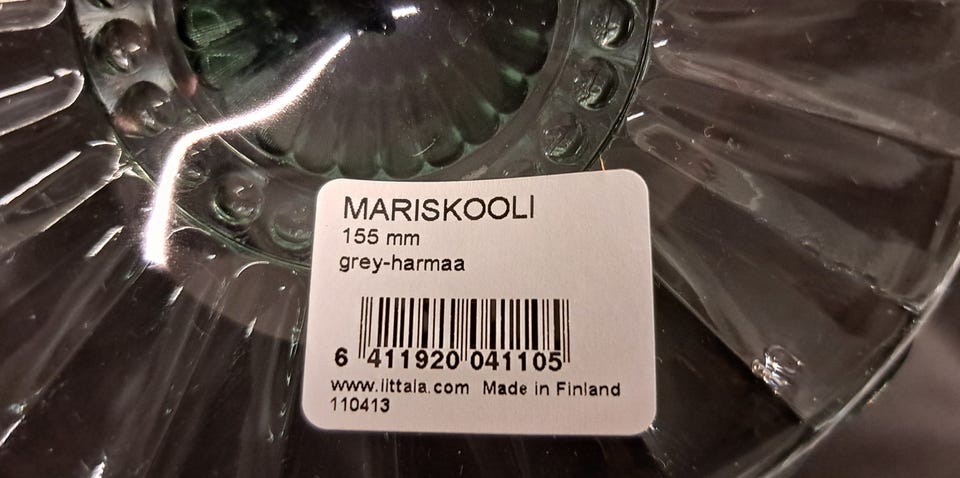 MARISKOOLI
155 mm
grey-harmaa
6 411920 041105
www.iittala.com Made in Finland
110413